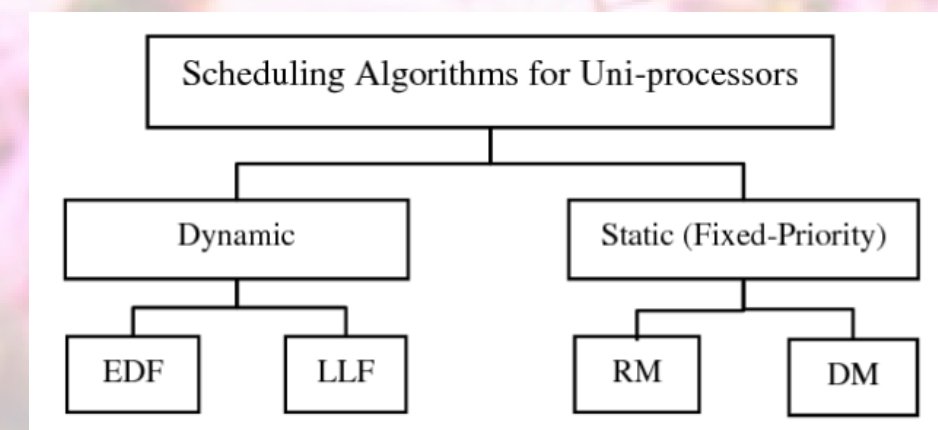 Scheduling Algorithms for Uni-processors
Dynamic
Static (Fixed-Priority)
EDF
LLF
RM
DM